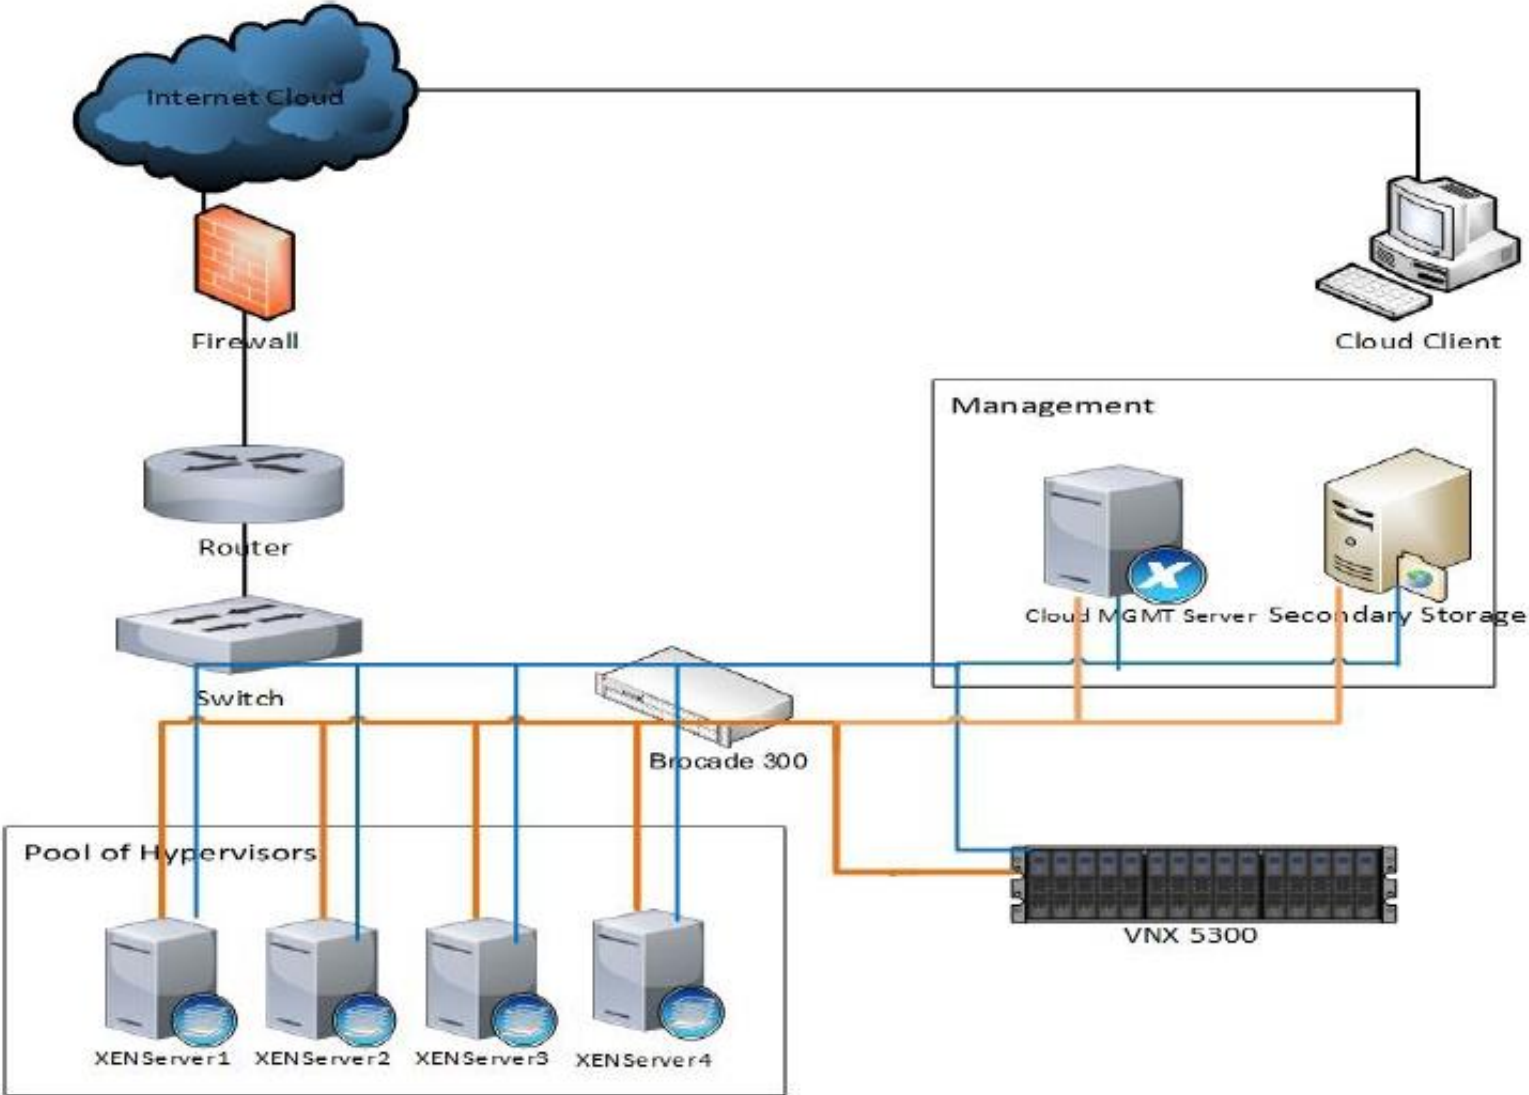 Internet Cloud
Firewall
Cloud Client
Management
Router
Cloud MGMT Server
Secondary Storage
Switch
Brocade 300
Pool of Hypervisors
VNX 5300
XENServer1
XENServer2
XENServer3
XENServer4